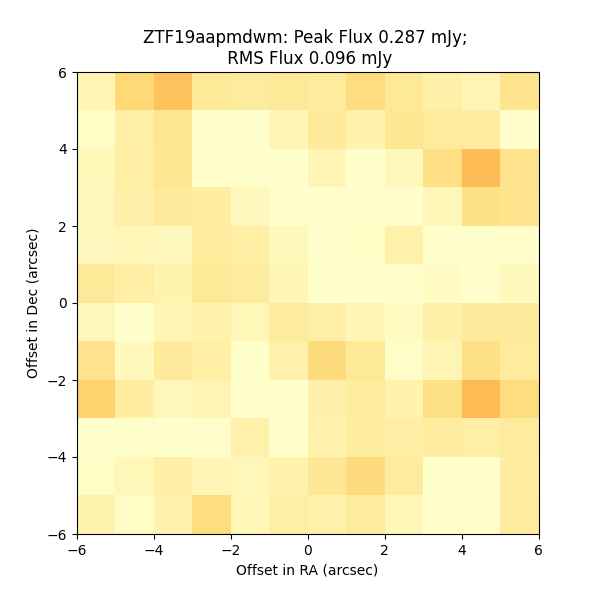 ZTF19aapmdwm: Peak Flux 0.287 mJy;
RMS Flux 0.096 mJy
6
4
2
0
−2
−4
−6
Offset in Dec (arcsec)
−6 −4 −2 0 2 4 6
Offset in RA (arcsec)